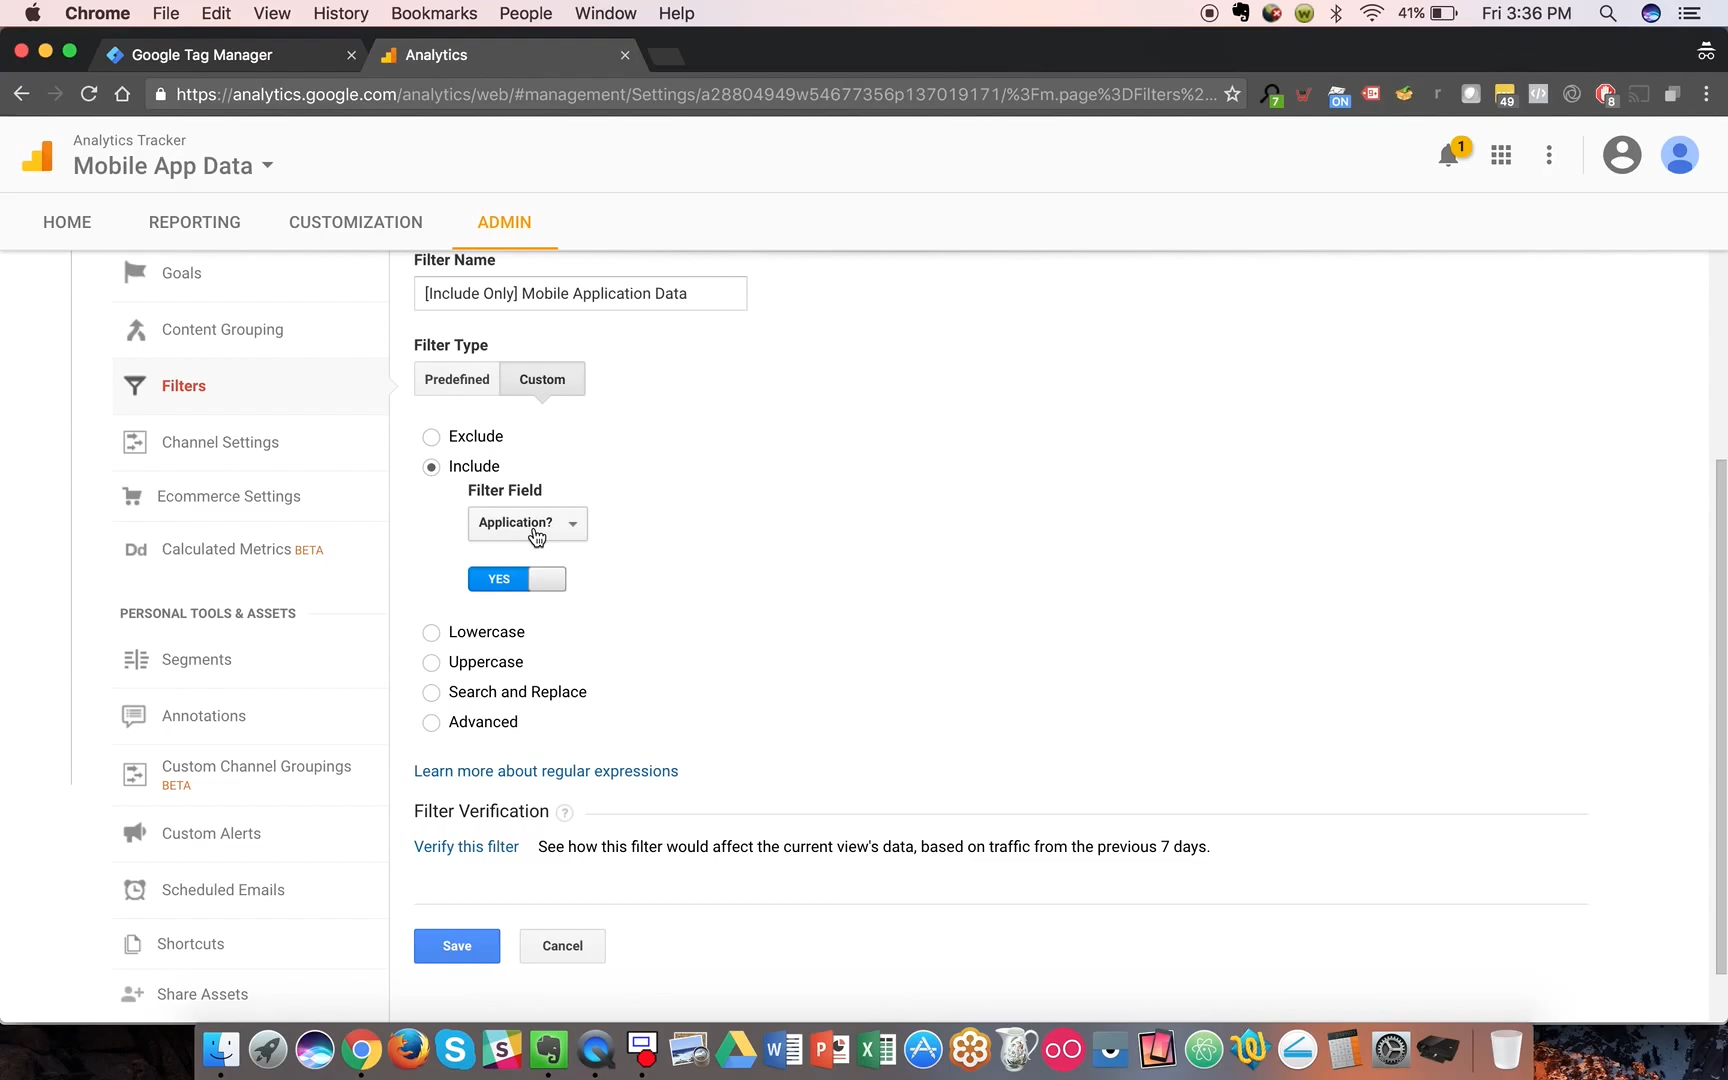 Chrome File Edit View History Bookmarks People Window Help 41% Fri 3:36 PM
Google Tag Manager Analytics
https://analytics.google.com/analytics/web/#management/Settings/a28804949w54677356p137019171/%3Fm.page%3DFilters%2... 7 ON r 49 8
Analytics Tracker
Mobile App Data
1
HOME REPORTING CUSTOMIZATION ADMIN
Goals
Content Grouping
Filters
Channel Settings
Ecommerce Settings
Dd Calculated Metrics BETA
PERSONAL TOOLS & ASSETS
Segments
Annotations
Custom Channel Groupings
BETA
Custom Alerts
Scheduled Emails
Shortcuts
Share Assets
Filter Name
[Include Only] Mobile Application Data
Filter Type
Predefined Custom
Exclude
Include
Filter Field
Application?
YES
Lowercase
Uppercase
Search and Replace
Advanced
Learn more about regular expressions
Filter Verification ?
Verify this filter See how this filter would affect the current view's data, based on traffic from the previous 7 days.
Save Cancel